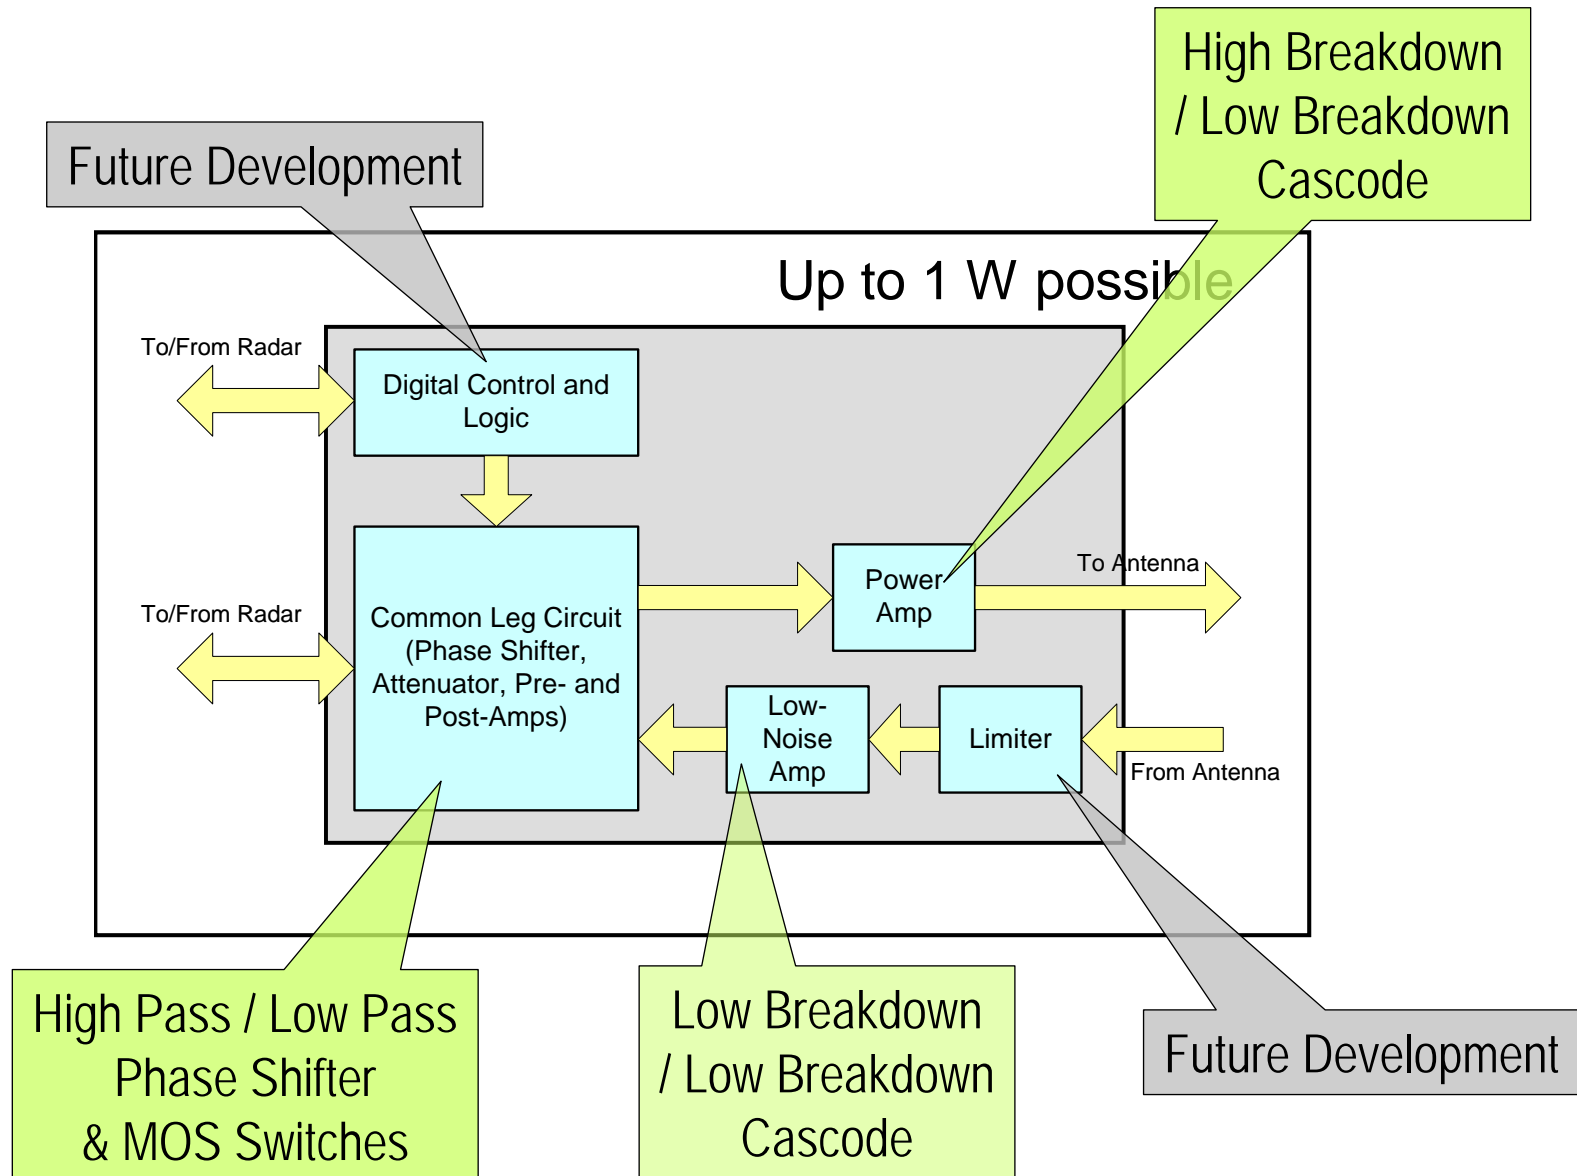 High Breakdown
/ Low Breakdown
Cascode
Future Development
Up to 1 W possible
To/From Radar
Digital Control and
Logic
To/From Radar
Common Leg Circuit
(Phase Shifter,
Attenuator, Pre- and
Post-Amps)
Power
Amp
To Antenna
Low-
Noise
Amp
Limiter
From Antenna
High Pass / Low Pass
Phase Shifter
& MOS Switches
Low Breakdown
/ Low Breakdown
Cascode
Future Development